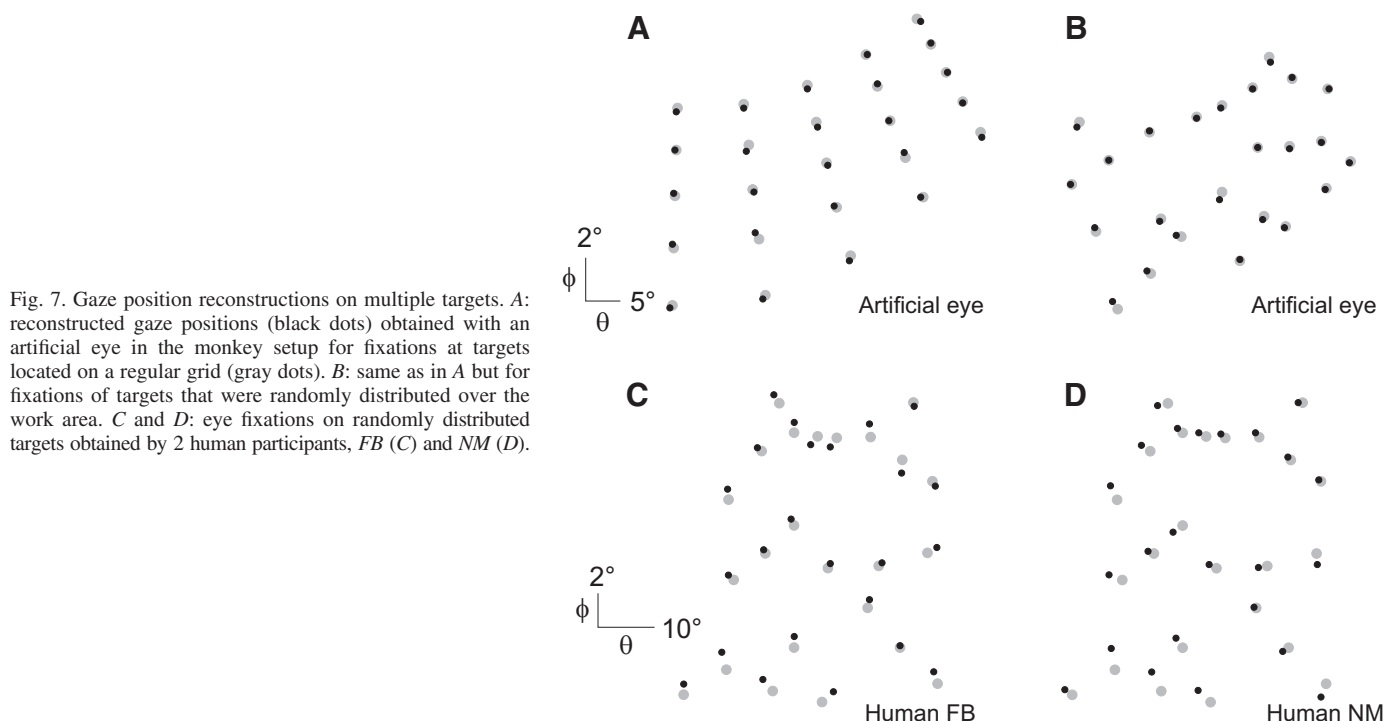 A
B
2°
ϕ
5°
θ
Artificial eye
Artificial eye
Fig. 7. Gaze position reconstructions on multiple targets. A:
reconstructed gaze positions (black dots) obtained with an
artificial eye in the monkey setup for fixations at targets
located on a regular grid (gray dots). B: same as in A but for
fixations of targets that were randomly distributed over the
work area. C and D: eye fixations on randomly distributed
targets obtained by 2 human participants, FB (C) and NM (D).
C
D
2°
ϕ
10°
θ
Human FB
Human NM